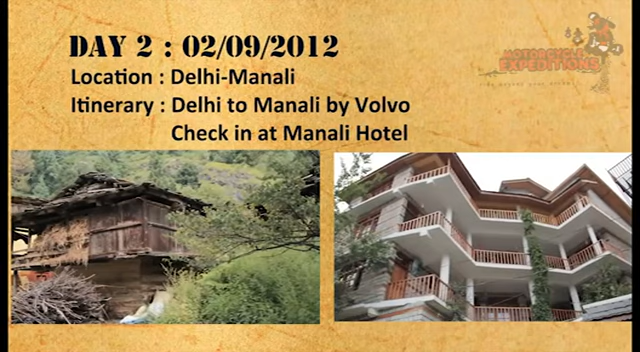 DAY 2 : 02/09/2012
Location : Delhi-Manali
Itinerary : Delhi to Manali by Volvo
Check in at Manali Hotel
MOTORCYCLE
EXPEDITIONS